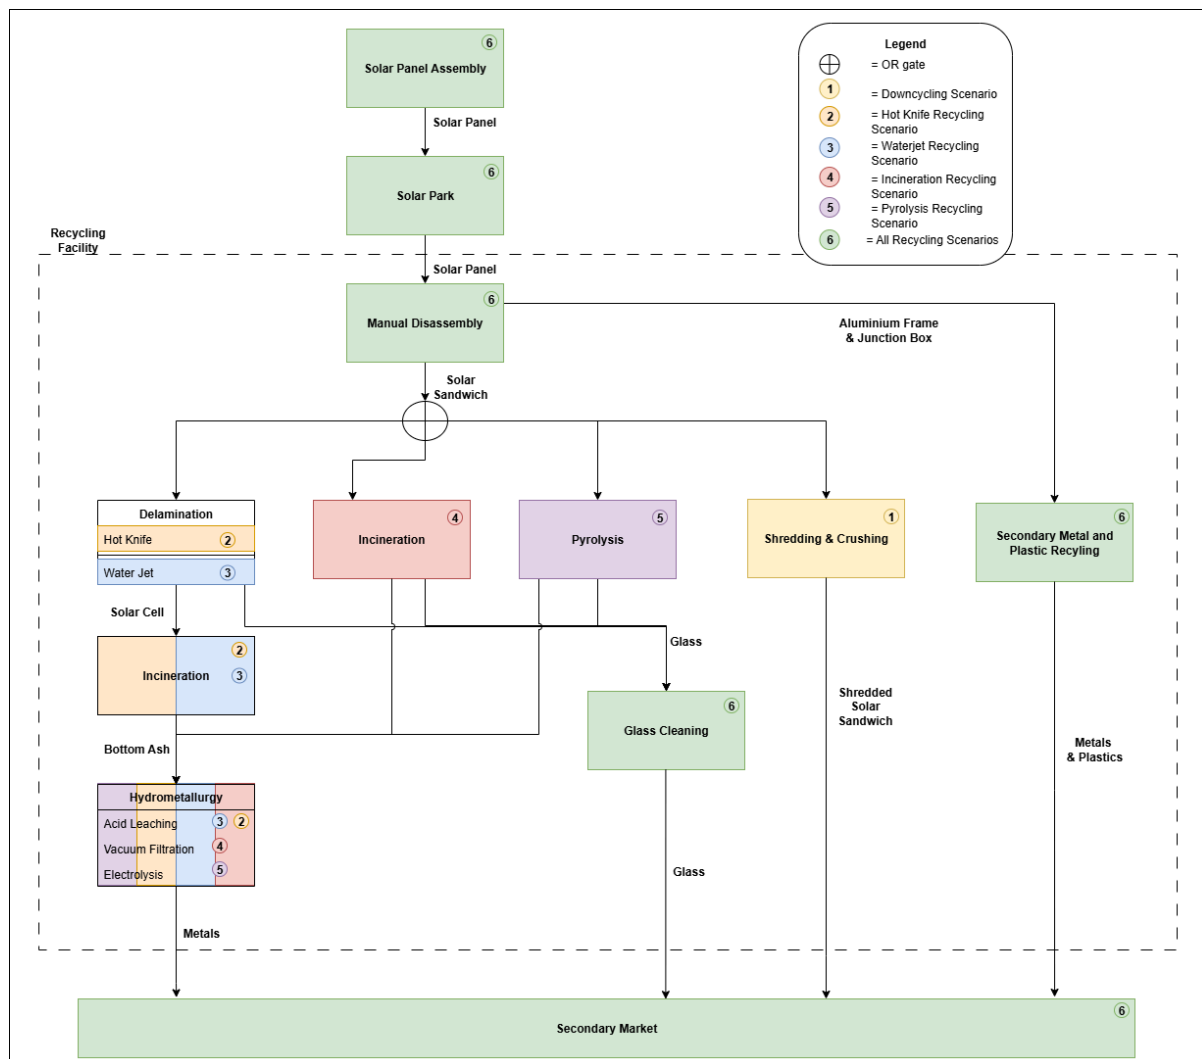 6
Solar Panel Assembly
Solar Panel
6
Solar Park
Legend
= OR gate
1
= Downcycling Scenario
2
= Hot Knife Recycling
Scenario
3
= Waterjet Recycling
Scenario
4
= Incineration Recycling
Scenario
5
= Pyrolysis Recycling
Scenario
6
= All Recycling Scenarios
Recycling
Facility
Solar Panel
6
Manual Disassembly
Aluminium Frame
& Junction Box
Solar
Sandwich
Delamination
Hot Knife
2
Water Jet
3
4
Incineration
5
Pyrolysis
1
Shredding & Crushing
6
Secondary Metal and
Plastic Recyling
Solar Cell
2
Incineration
3
Glass
6
Glass Cleaning
Shredded
Solar
Sandwich
Metals
& Plastics
Bottom Ash
Hydrometallurgy
Acid Leaching
3
2
Vacuum Filtration
4
Electrolysis
5
Glass
Metals
6
Secondary Market